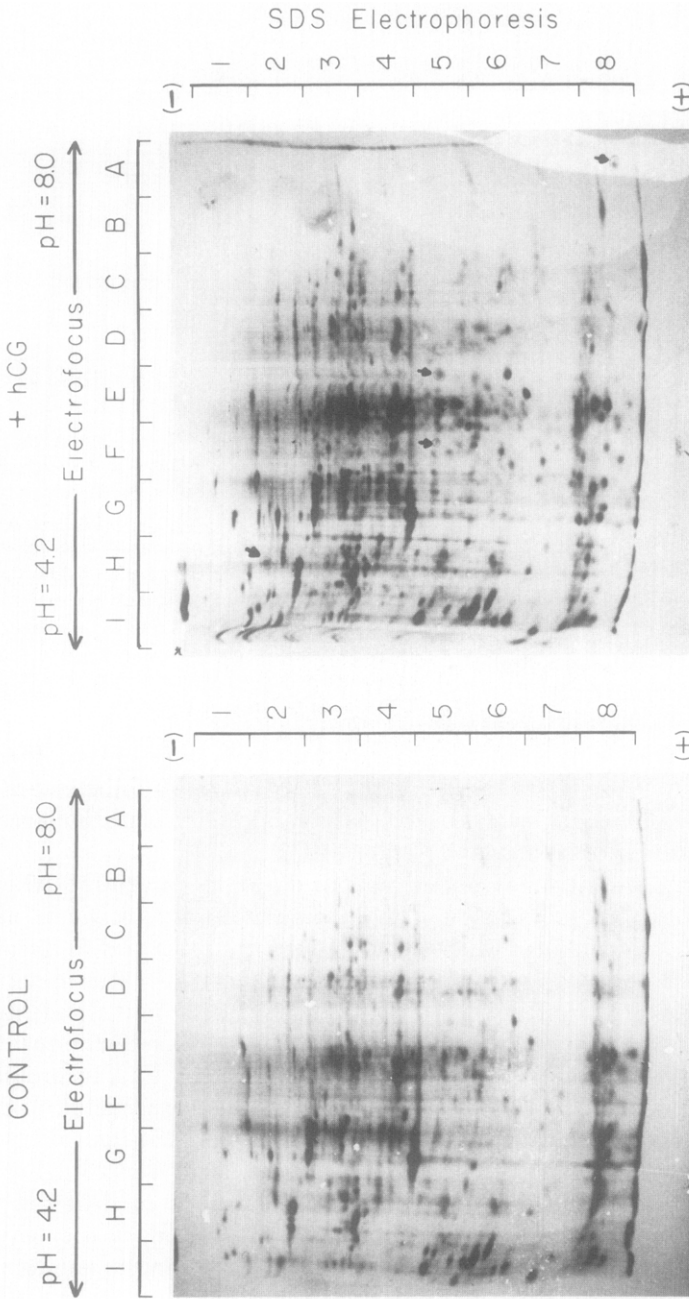 SDS Electrophoresis
(−) 1 2 3 4 5 6 7 8 (+)
+ hCG
pH = 4.2 ← Electrofocus → pH = 8.0
I H G F E D C B A
(−) 1 2 3 4 5 6 7 8 (+)
CONTROL
pH = 4.2 ← Electrofocus → pH = 8.0
I H G F E D C B A